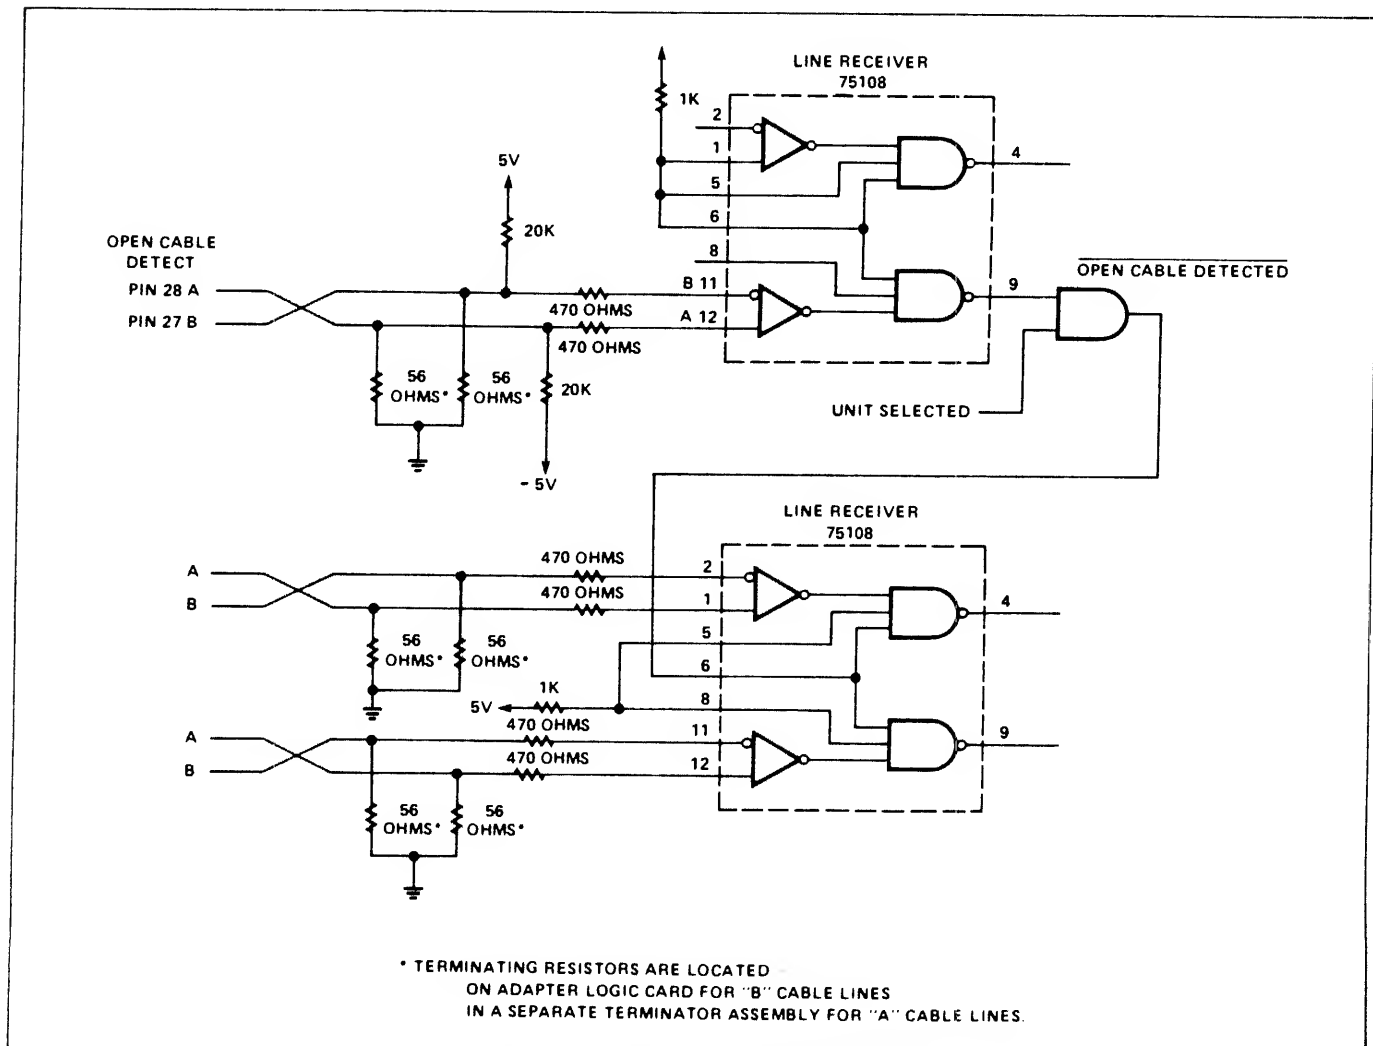 LINE RECEIVER
75108
1K
2
1
5
6
4
5V
20K
OPEN CABLE
DETECT
PIN 28 A
PIN 27 B
8
B 11
A 12
470 OHMS
470 OHMS
9
OPEN CABLE DETECTED
56
OHMS*
56
OHMS*
20K
UNIT SELECTED
- 5V
LINE RECEIVER
75108
A
B
470 OHMS
470 OHMS
2
1
5
6
4
56
OHMS*
56
OHMS*
1K
5V
8
470 OHMS
470 OHMS
A
B
11
12
9
56
OHMS*
56
OHMS*
* TERMINATING RESISTORS ARE LOCATED
ON ADAPTER LOGIC CARD FOR "B" CABLE LINES
IN A SEPARATE TERMINATOR ASSEMBLY FOR "A" CABLE LINES.